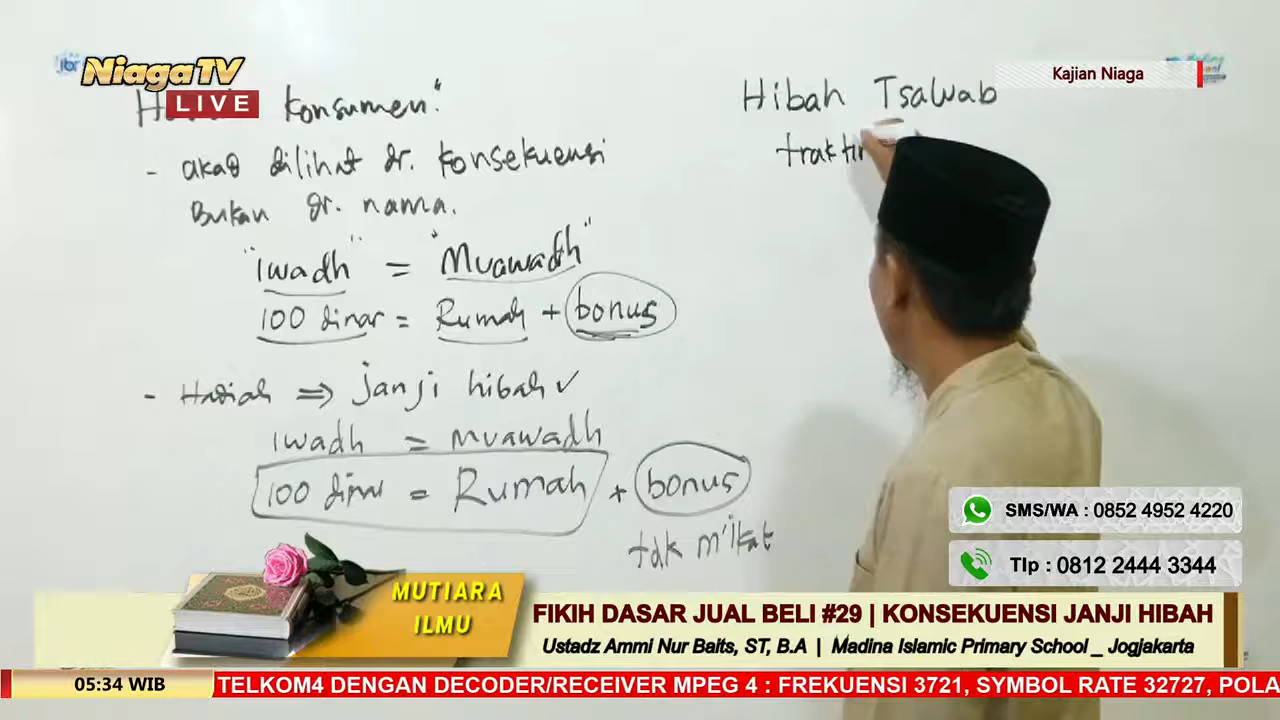 jbr
NiagaTV
LIVE
Kajian Niaga
konsumen"
- akad dilihat dr. konsekuensi
Bukan dr. nama.
"iwadh" = "Muawadh"
100 dinar = Rumah + bonus
- Hadiah ⇒ janji hibah ✓
iwadh = muawadh
100 dinar = Rumah + bonus
tdk m'ikat
Hibah Tsawab
traktir
SMS/WA : 0852 4952 4220
Tlp : 0812 2444 3344
MUTIARA
ILMU
FIKIH DASAR JUAL BELI #29 | KONSEKUENSI JANJI HIBAH
Ustadz Ammi Nur Baits, ST, B.A | Madina Islamic Primary School _ Jogjakarta
05:34 WIB
TELKOM4 DENGAN DECODER/RECEIVER MPEG 4 : FREKUENSI 3721, SYMBOL RATE 32727, POLA